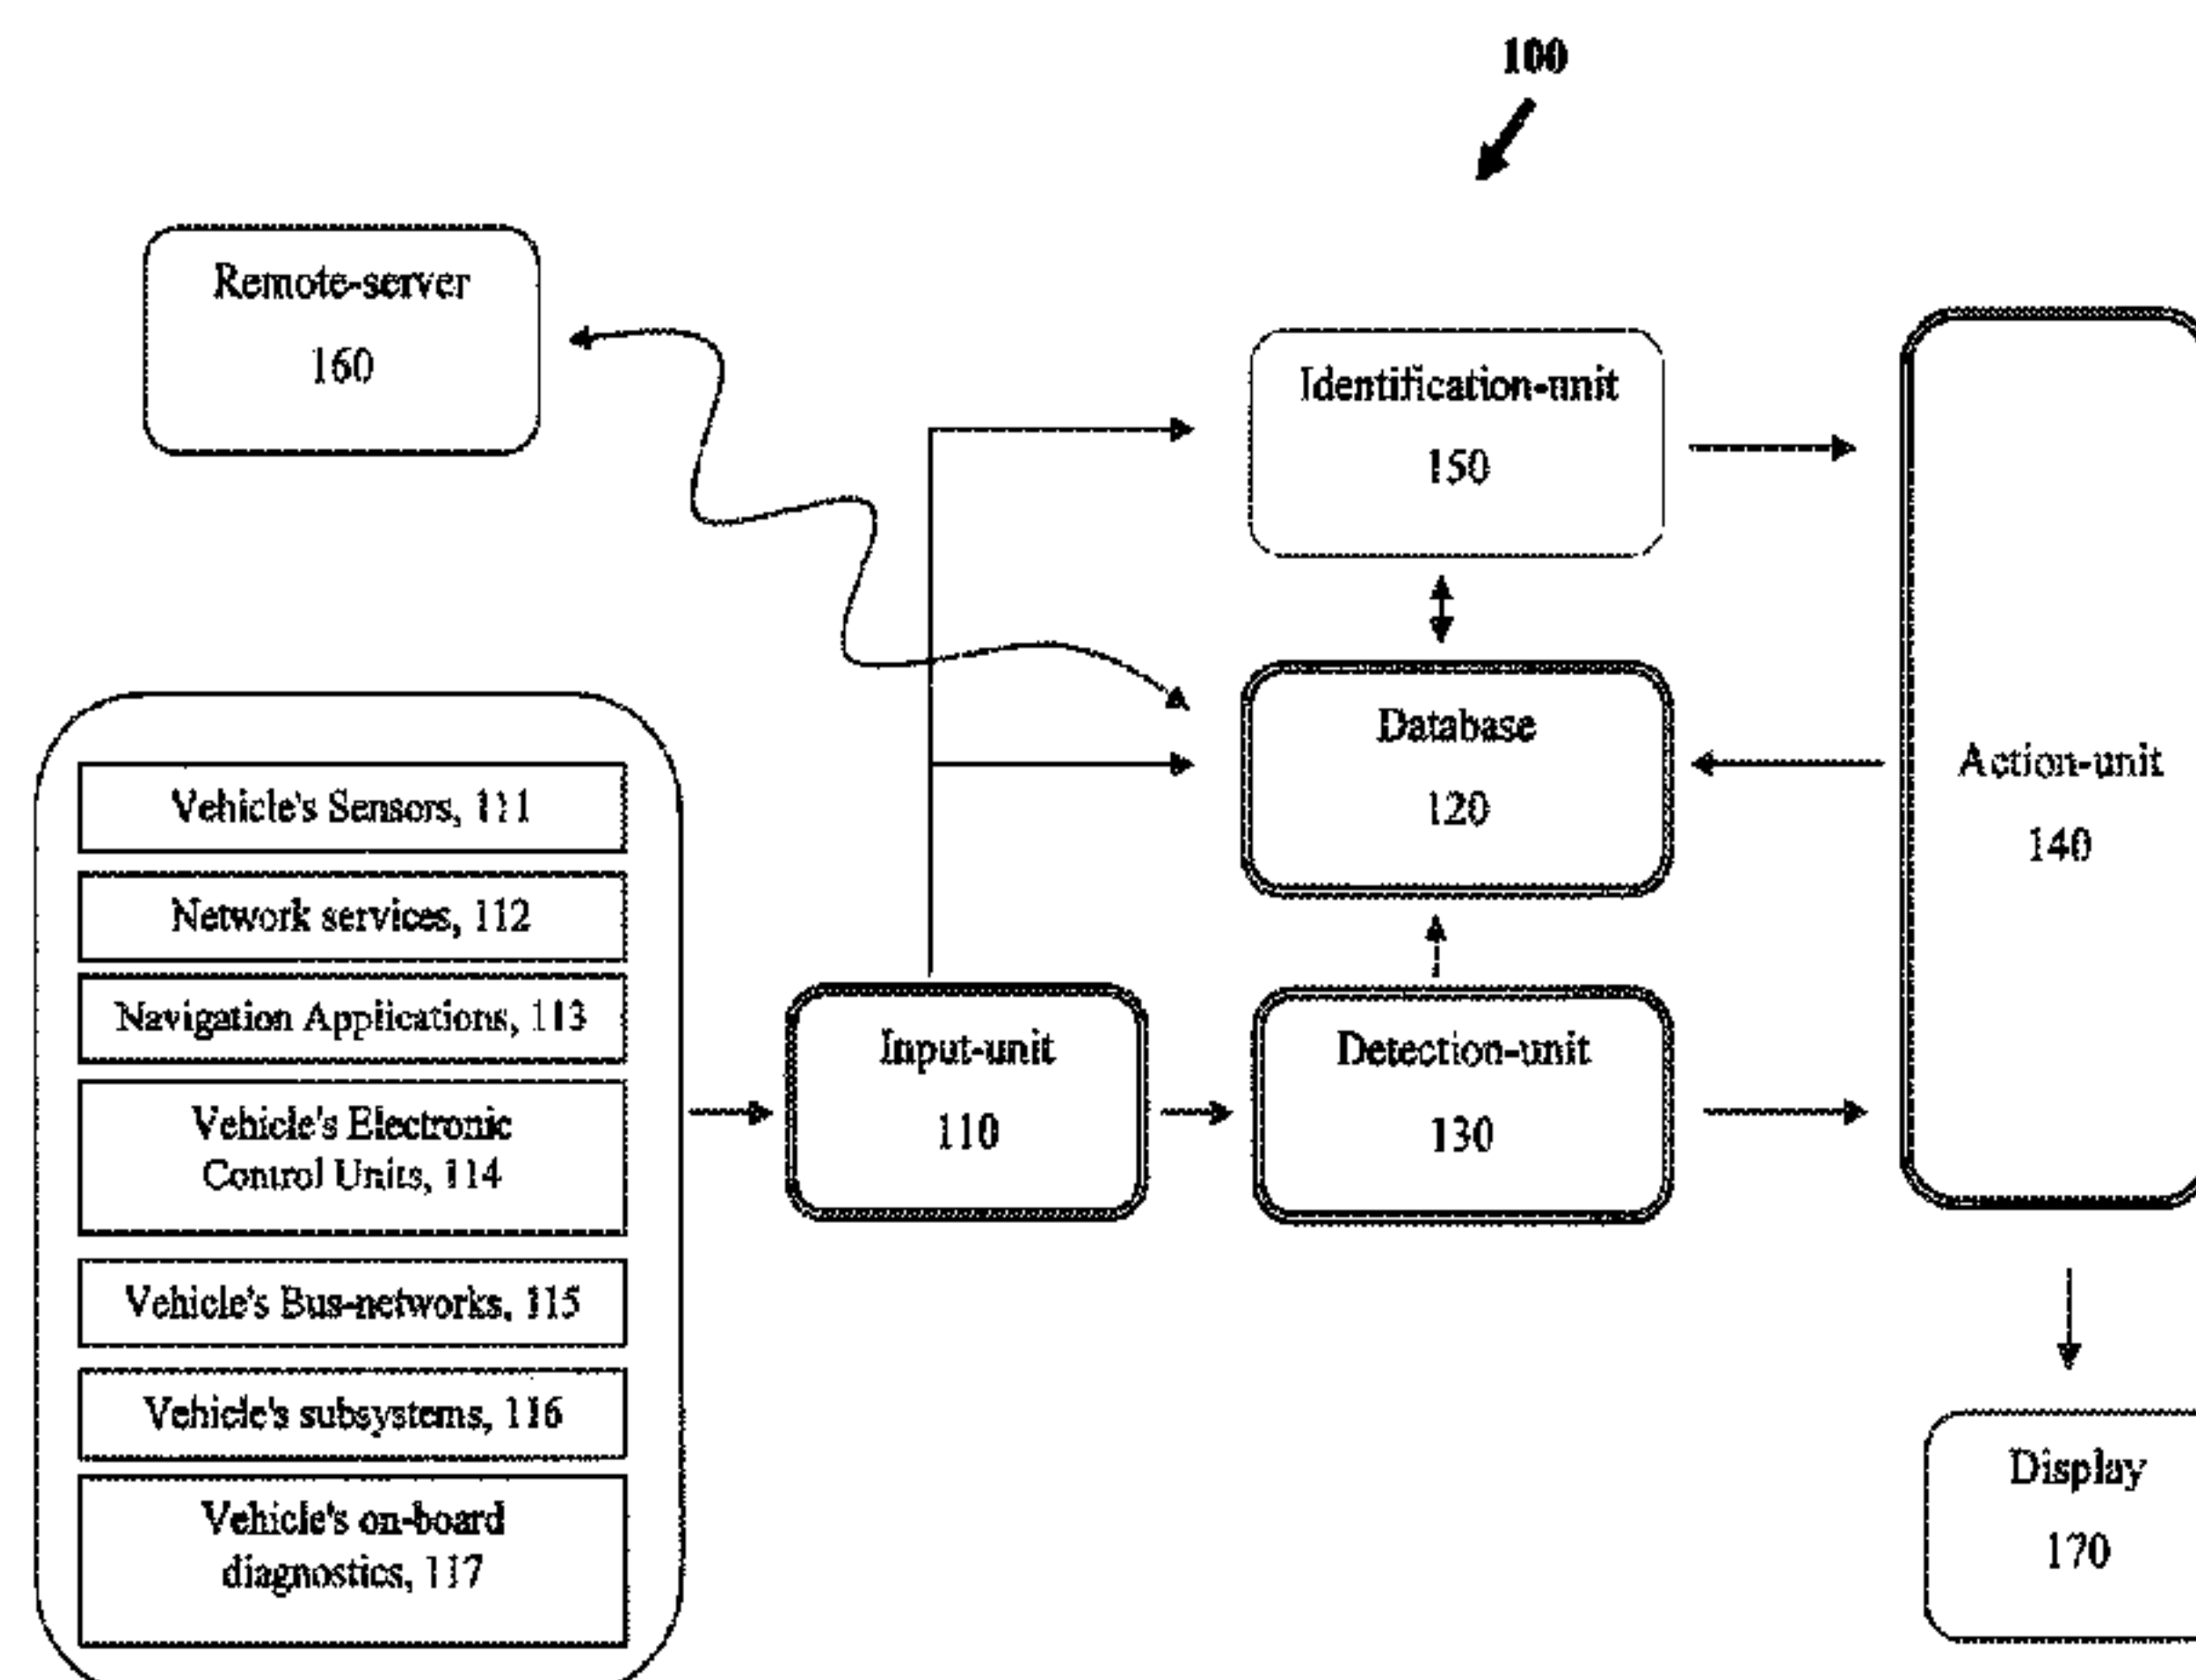 100
Remote-server
160
Identification-unit
150
Database
120
Action-unit
140
Vehicle's Sensors, 111
Network services, 112
Navigation Applications, 113
Vehicle's Electronic
Control Units, 114
Vehicle's Bus-networks, 115
Vehicle's subsystems, 116
Vehicle's on-board
diagnostics, 117
Input-unit
110
Detection-unit
130
Display
170